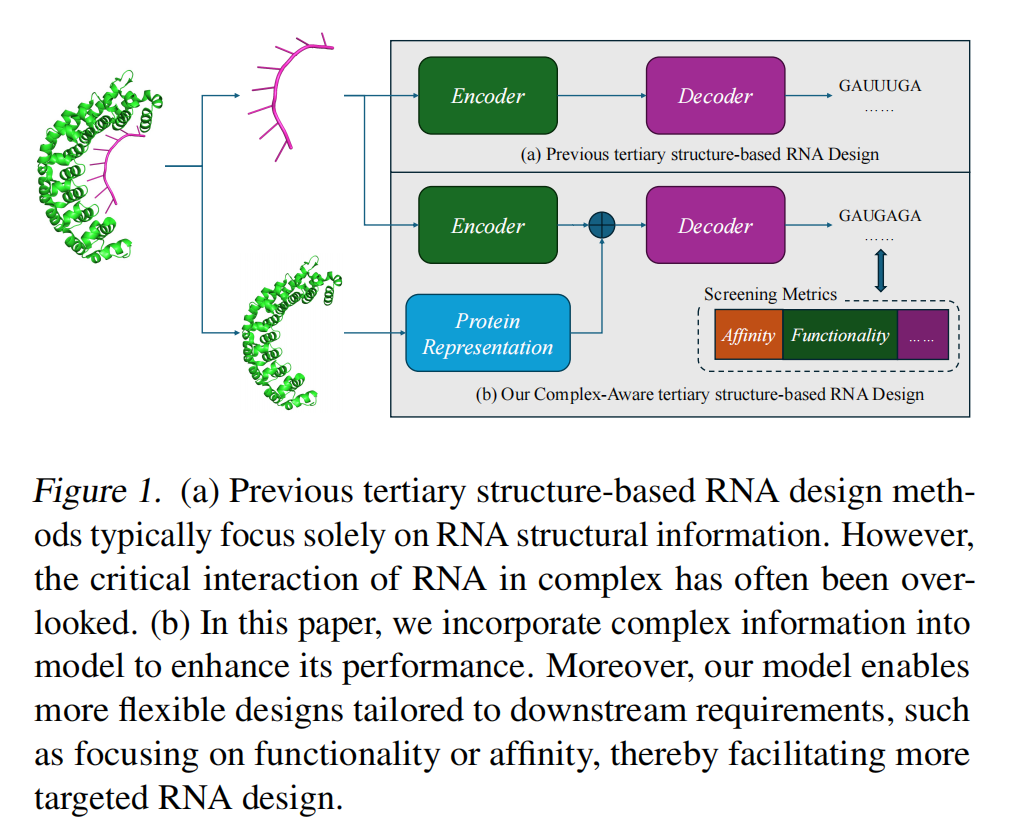 Encoder
Decoder
GAUUUGA
……
(a) Previous tertiary structure-based RNA Design
Encoder
Decoder
GAUGAGA
……
Screening Metrics
Protein
Representation
Affinity
Functionality
……
(b) Our Complex-Aware tertiary structure-based RNA Design
Figure 1. (a) Previous tertiary structure-based RNA design meth-
ods typically focus solely on RNA structural information. However,
the critical interaction of RNA in complex has often been over-
looked. (b) In this paper, we incorporate complex information into
model to enhance its performance. Moreover, our model enables
more flexible designs tailored to downstream requirements, such
as focusing on functionality or affinity, thereby facilitating more
targeted RNA design.